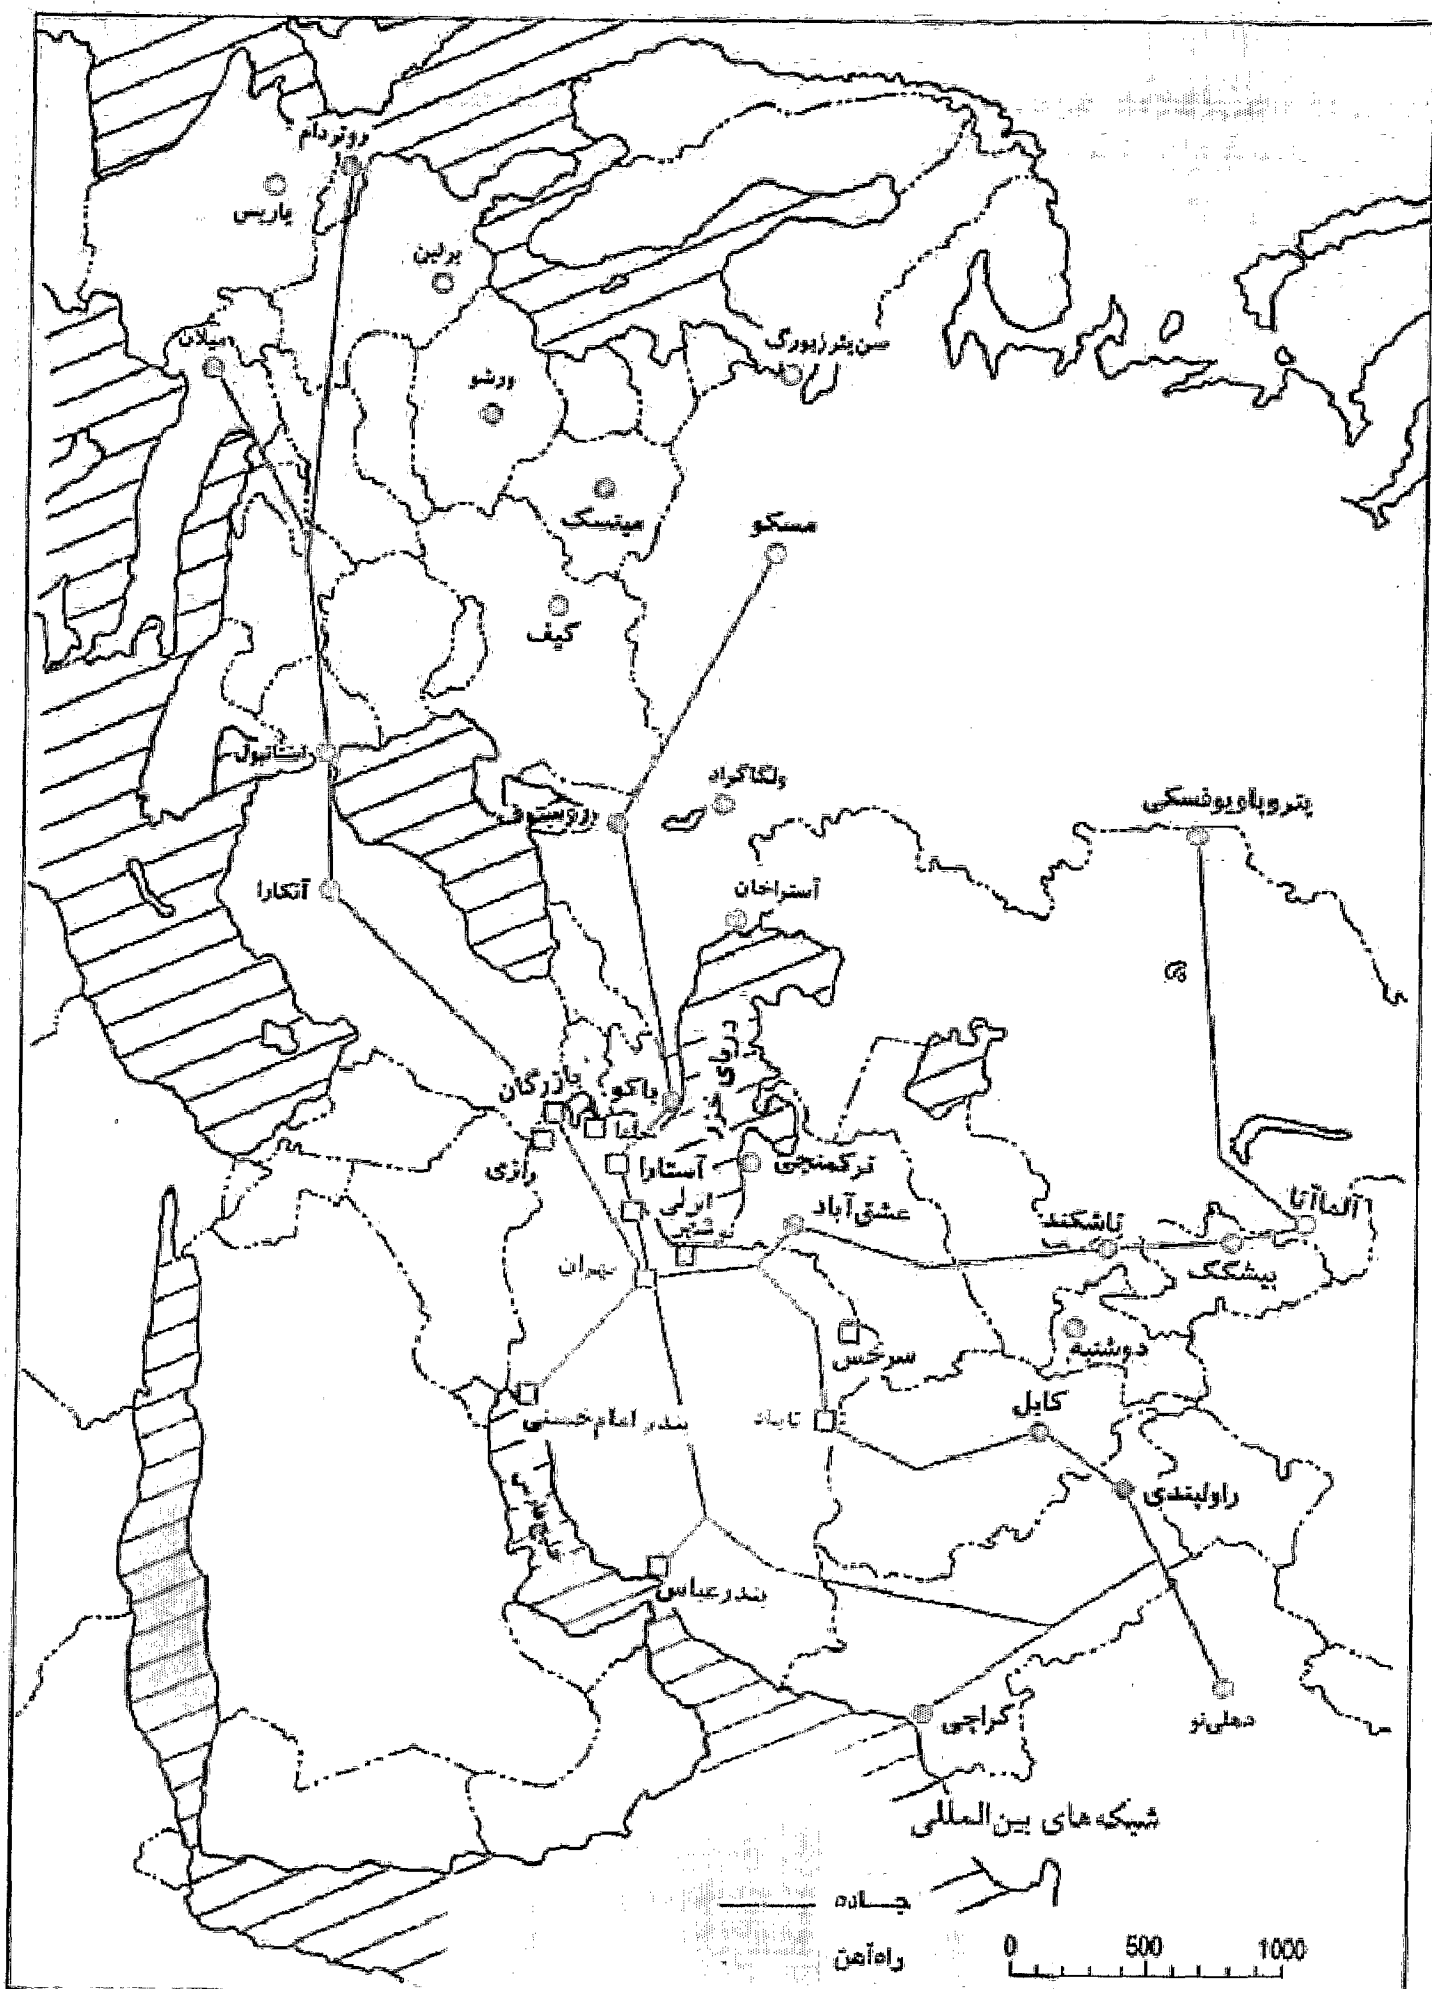 روتردام
پاریس
برلین
میلان
سن‌پترزبورگ
ورشو
مینسک
مسکو
کیف
استانبول
ولگاگراد
پتروپاویوفسکی
روستوف
آنکارا
آستراخان
دریای خزر
بازرگان
باکو
جلفا
رازی
آستارا
ترکمنچی
انزلی
عشق‌آباد
آلماآتا
تاشکند
بیشکک
تهران
دوشنبه
سرخس
کابل
بندر امام‌خمینی
تایباد
راولپندی
بندرعباس
کراچی
دهلی‌نو
شبکه‌های بین‌المللی
جاده
راه‌آهن
0 500 1000